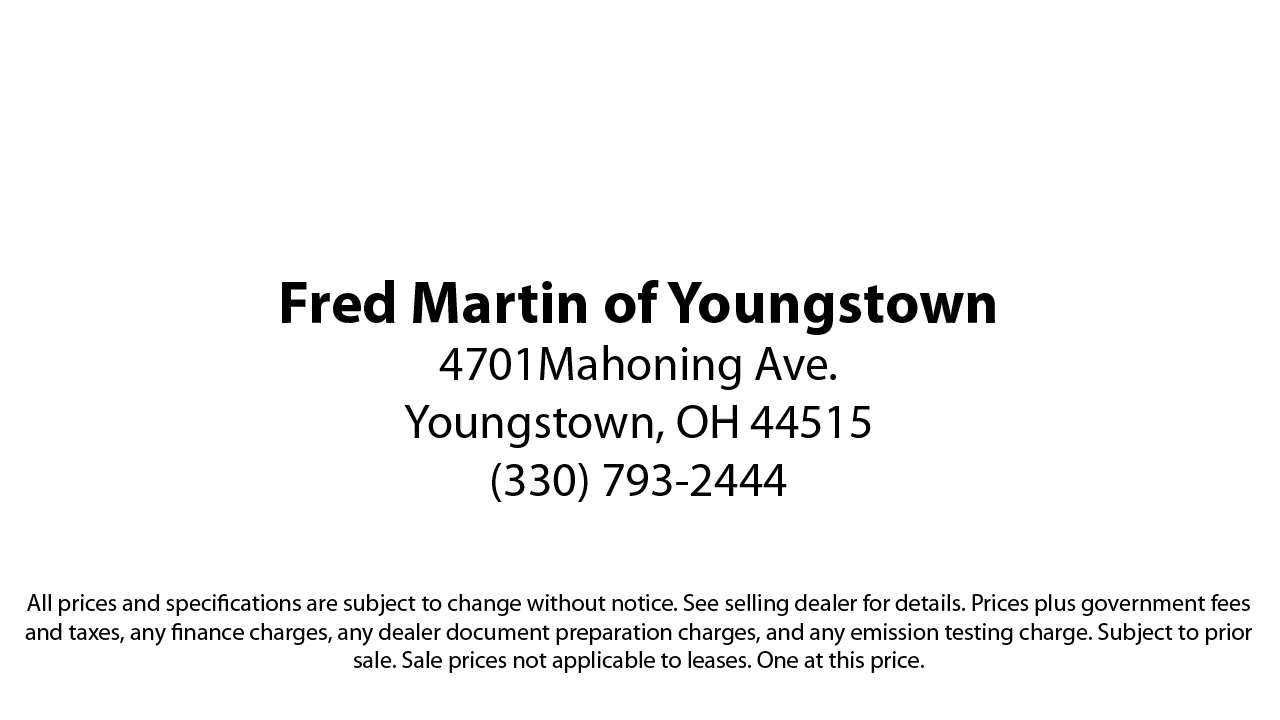 Fred Martin of Youngstown
4701Mahoning Ave.
Youngstown, OH 44515
(330) 793-2444
All prices and specifications are subject to change without notice. See selling dealer for details. Prices plus government fees
and taxes, any finance charges, any dealer document preparation charges, and any emission testing charge. Subject to prior
sale. Sale prices not applicable to leases. One at this price.